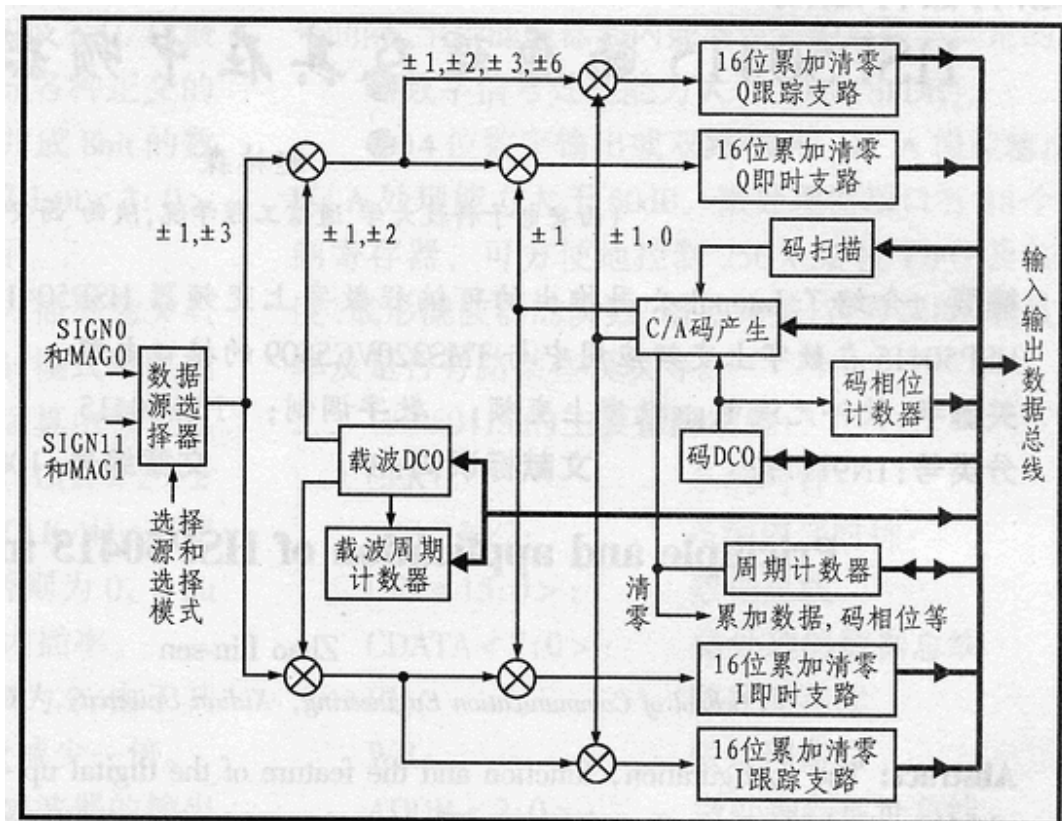 ±1,±2,±3,±6
16位累加清零
Q跟踪支路
16位累加清零
Q即时支路
±1,±3
±1,±2
±1
±1,0
码扫描
C/A码产生
输入输出数据总线
SIGN0
和MAG0
数据
源选
择器
SIGN11
和MAG1
选择
源和
选择
模式
码相位
计数器
载波DCO
码DCO
载波周期
计数器
清零
周期计数器
累加数据,码相位等
16位累加清零
I即时支路
16位累加清零
I跟踪支路